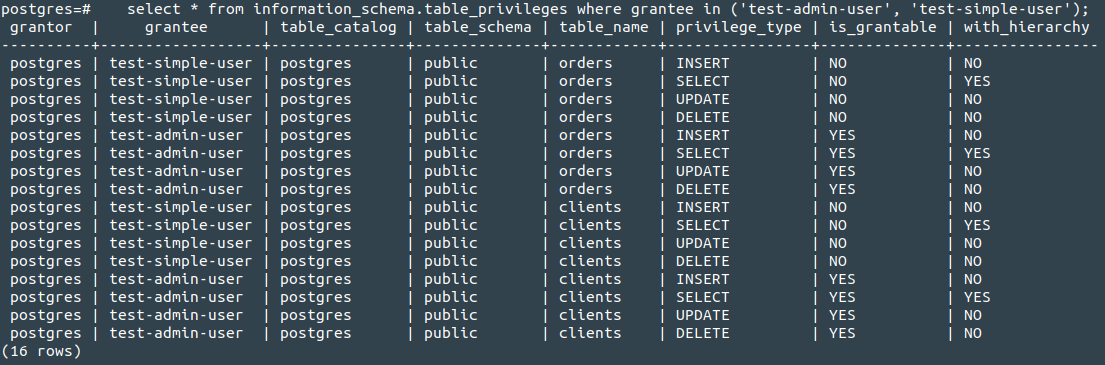 postgres=#    select * from information_schema.table_privileges where grantee in ('test-admin-user', 'test-simple-user');
 grantor  |     grantee      | table_catalog | table_schema | table_name | privilege_type | is_grantable | with_hierarchy
----------+------------------+---------------+--------------+------------+----------------+--------------+----------------
 postgres | test-simple-user | postgres      | public       | orders     | INSERT         | NO           | NO
 postgres | test-simple-user | postgres      | public       | orders     | SELECT         | NO           | YES
 postgres | test-simple-user | postgres      | public       | orders     | UPDATE         | NO           | NO
 postgres | test-simple-user | postgres      | public       | orders     | DELETE         | NO           | NO
 postgres | test-admin-user  | postgres      | public       | orders     | INSERT         | YES          | NO
 postgres | test-admin-user  | postgres      | public       | orders     | SELECT         | YES          | YES
 postgres | test-admin-user  | postgres      | public       | orders     | UPDATE         | YES          | NO
 postgres | test-admin-user  | postgres      | public       | orders     | DELETE         | YES          | NO
 postgres | test-simple-user | postgres      | public       | clients    | INSERT         | NO           | NO
 postgres | test-simple-user | postgres      | public       | clients    | SELECT         | NO           | YES
 postgres | test-simple-user | postgres      | public       | clients    | UPDATE         | NO           | NO
 postgres | test-simple-user | postgres      | public       | clients    | DELETE         | NO           | NO
 postgres | test-admin-user  | postgres      | public       | clients    | INSERT         | YES          | NO
 postgres | test-admin-user  | postgres      | public       | clients    | SELECT         | YES          | YES
 postgres | test-admin-user  | postgres      | public       | clients    | UPDATE         | YES          | NO
 postgres | test-admin-user  | postgres      | public       | clients    | DELETE         | YES          | NO
(16 rows)